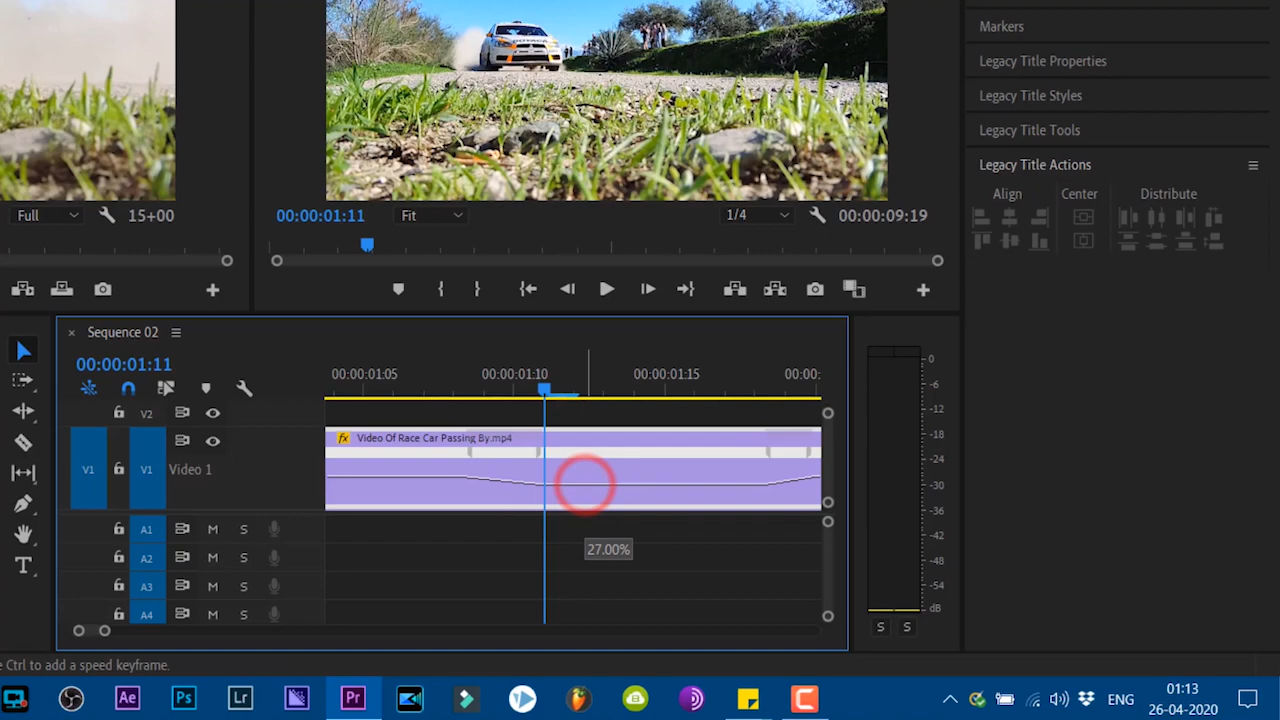 Markers
Legacy Title Properties
Legacy Title Styles
Legacy Title Tools
Legacy Title Actions
Align Center Distribute
Full 15+00
00:00:01:11 Fit 1/4 00:00:09:19
× Sequence 02
00:00:01:11
00:00:01:05 00:00:01:10 00:00:01:15 00:00:
V2
fx Video Of Race Car Passing By.mp4
V1 V1 Video 1
27.00%
A1 M S
A2 M S
A3 M S
A4 M S
0
-6
-12
-18
-24
-30
-36
-42
-48
-54
dB
S S
e Ctrl to add a speed keyframe.
Ae Ps Lr Pr
ENG
01:13
26-04-2020